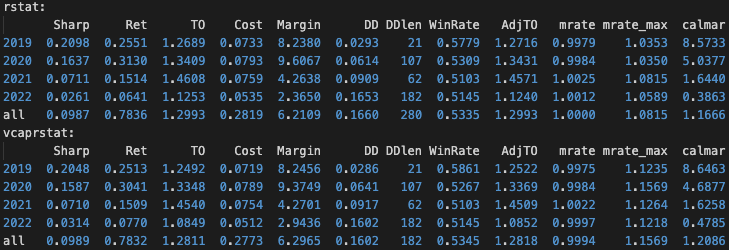 rstat:
Sharp Ret TO Cost Margin DD DDlen WinRate AdjTO mrate mrate_max calmar
2019 0.2098 0.2551 1.2689 0.0733 8.2380 0.0293 21 0.5779 1.2716 0.9979 1.0353 8.5733
2020 0.1637 0.3130 1.3409 0.0793 9.6067 0.0614 107 0.5309 1.3431 0.9984 1.0350 5.0377
2021 0.0711 0.1514 1.4608 0.0759 4.2638 0.0909 62 0.5103 1.4571 1.0025 1.0815 1.6440
2022 0.0261 0.0641 1.1253 0.0535 2.3650 0.1653 182 0.5145 1.1240 1.0012 1.0589 0.3863
all 0.0987 0.7836 1.2993 0.2819 6.2109 0.1660 280 0.5335 1.2993 1.0000 1.0815 1.1666
vcaprstat:
Sharp Ret TO Cost Margin DD DDlen WinRate AdjTO mrate mrate_max calmar
2019 0.2048 0.2513 1.2492 0.0719 8.2456 0.0286 21 0.5861 1.2522 0.9975 1.1235 8.6463
2020 0.1587 0.3041 1.3348 0.0789 9.3749 0.0641 107 0.5267 1.3369 0.9984 1.1569 4.6877
2021 0.0710 0.1509 1.4540 0.0754 4.2701 0.0917 62 0.5103 1.4509 1.0022 1.1264 1.6258
2022 0.0314 0.0770 1.0849 0.0512 2.9436 0.1602 182 0.5145 1.0852 0.9997 1.1218 0.4785
all 0.0989 0.7832 1.2811 0.2773 6.2965 0.1602 182 0.5345 1.2818 0.9994 1.1569 1.2086